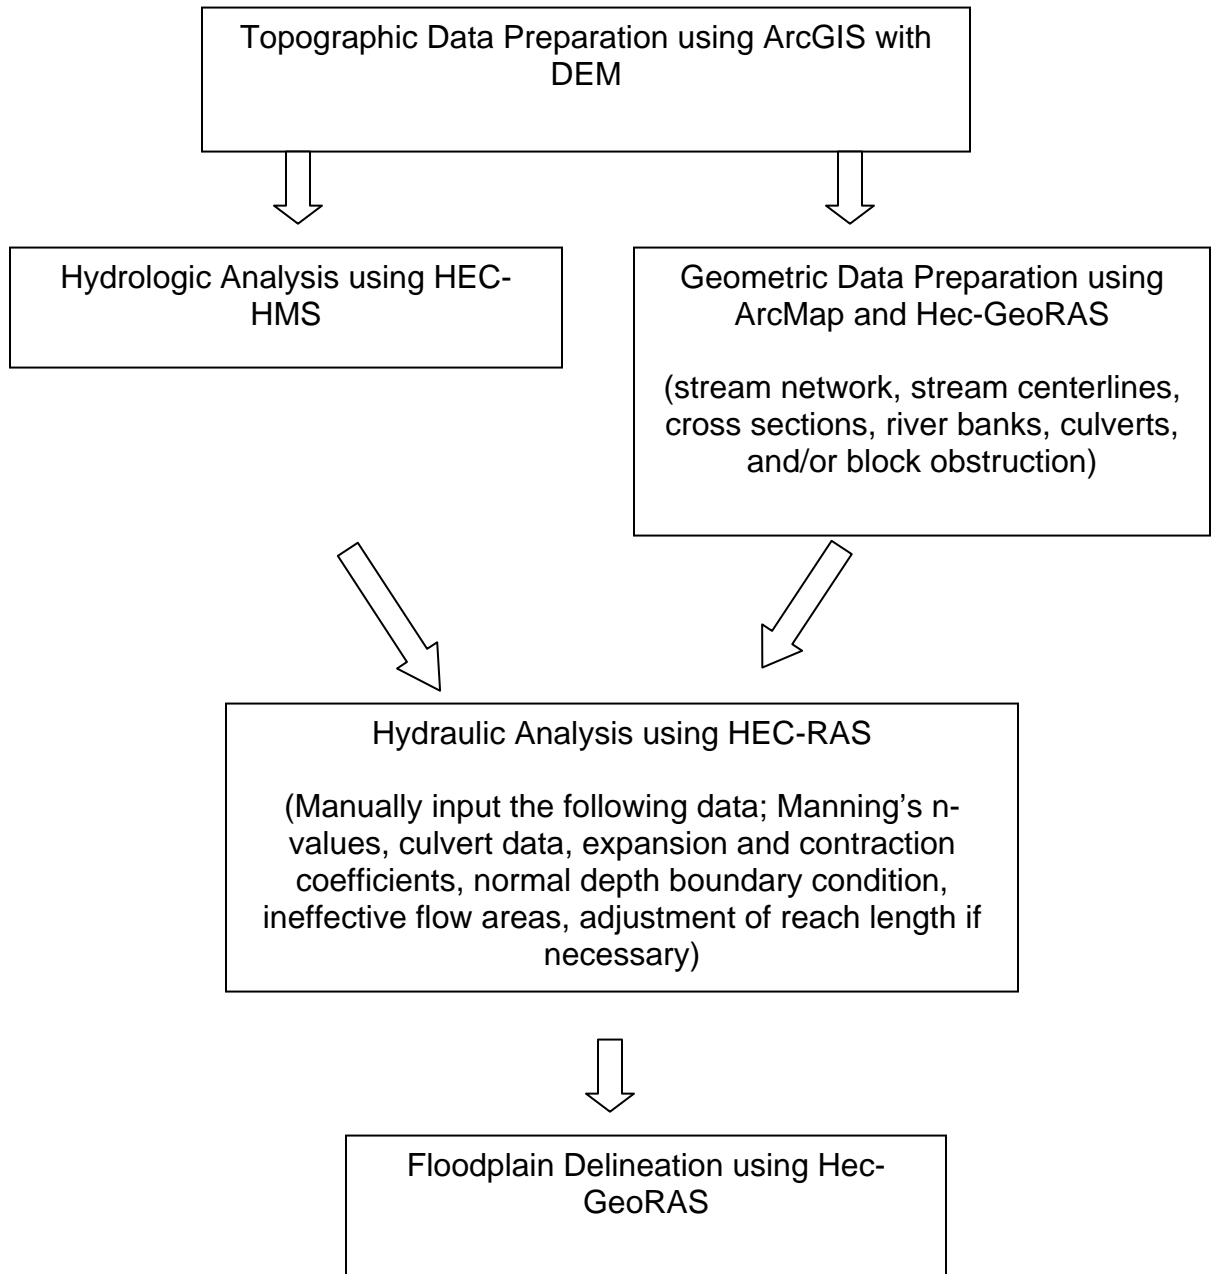 Topographic Data Preparation using ArcGIS with
DEM
Hydrologic Analysis using HEC-
HMS
Geometric Data Preparation using
ArcMap and Hec-GeoRAS
(stream network, stream centerlines,
cross sections, river banks, culverts,
and/or block obstruction)
Hydraulic Analysis using HEC-RAS
(Manually input the following data; Manning’s n-
values, culvert data, expansion and contraction
coefficients, normal depth boundary condition,
ineffective flow areas, adjustment of reach length if
necessary)
Floodplain Delineation using Hec-
GeoRAS